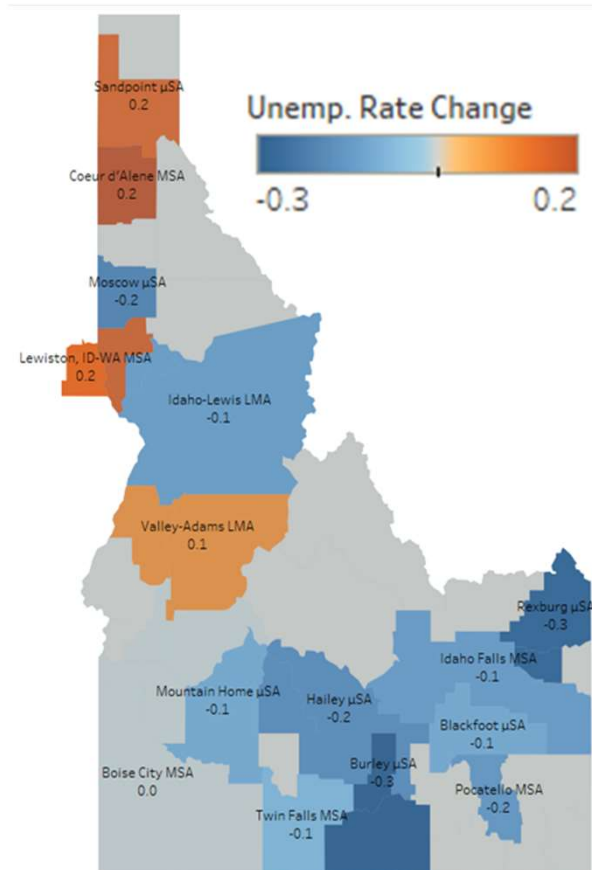 Sandpoint μSA
0.2
Unemp. Rate Change
-0.3
0.2
Coeur d'Alene MSA
0.2
Moscow μSA
-0.2
Lewiston, ID-WA MSA
0.2
Idaho-Lewis LMA
-0.1
Valley-Adams LMA
0.1
Rexburg μSA
-0.3
Idaho Falls MSA
-0.1
Mountain Home μSA
-0.1
Hailey μSA
-0.2
Blackfoot μSA
-0.1
Boise City MSA
0.0
Burley μSA
-0.3
Pocatello MSA
-0.2
Twin Falls MSA
-0.1